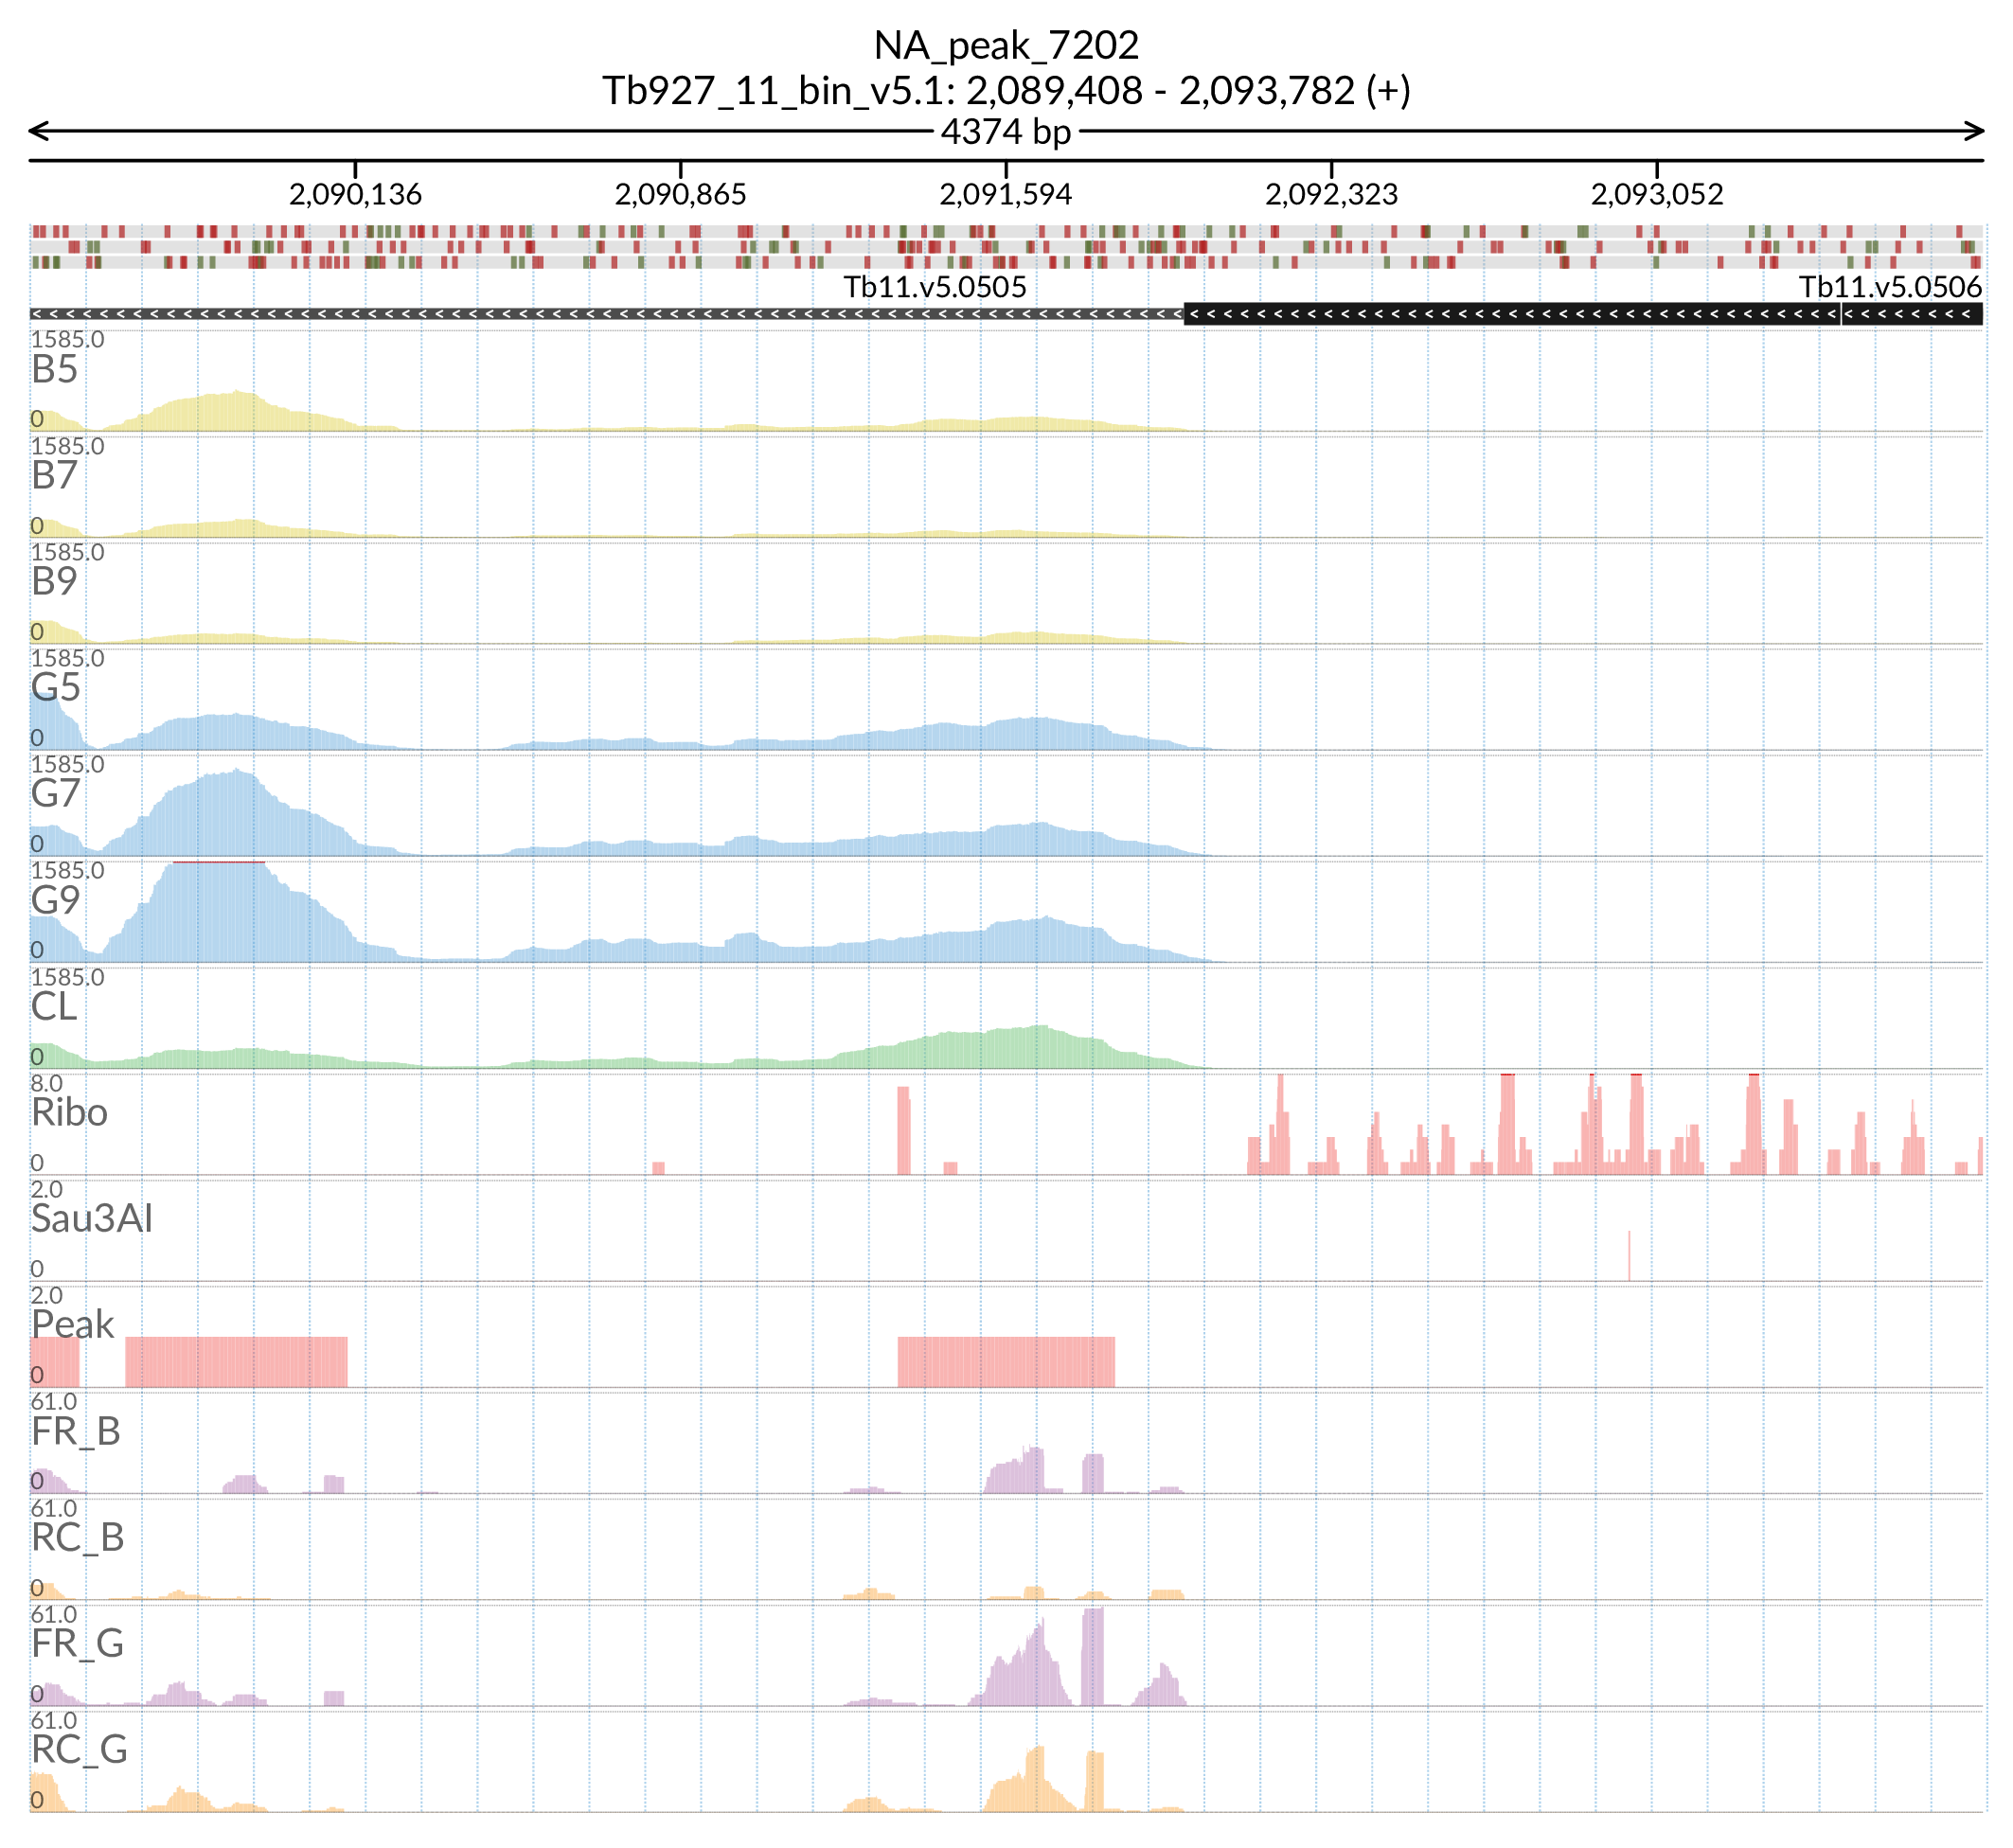 NA_peak_7202
Tb927_11_bin_v5.1: 2,089,408 - 2,093,782 (+)
4374 bp
2,090,136 2,090,865 2,091,594 2,092,323 2,093,052
Tb11.v5.0505 Tb11.v5.0506
1585.0
B5
0
1585.0
B7
0
1585.0
B9
0
1585.0
G5
0
1585.0
G7
0
1585.0
G9
0
1585.0
CL
0
8.0
Ribo
0
2.0
Sau3AI
0
2.0
Peak
0
61.0
FR_B
0
61.0
RC_B
0
61.0
FR_G
0
61.0
RC_G
0